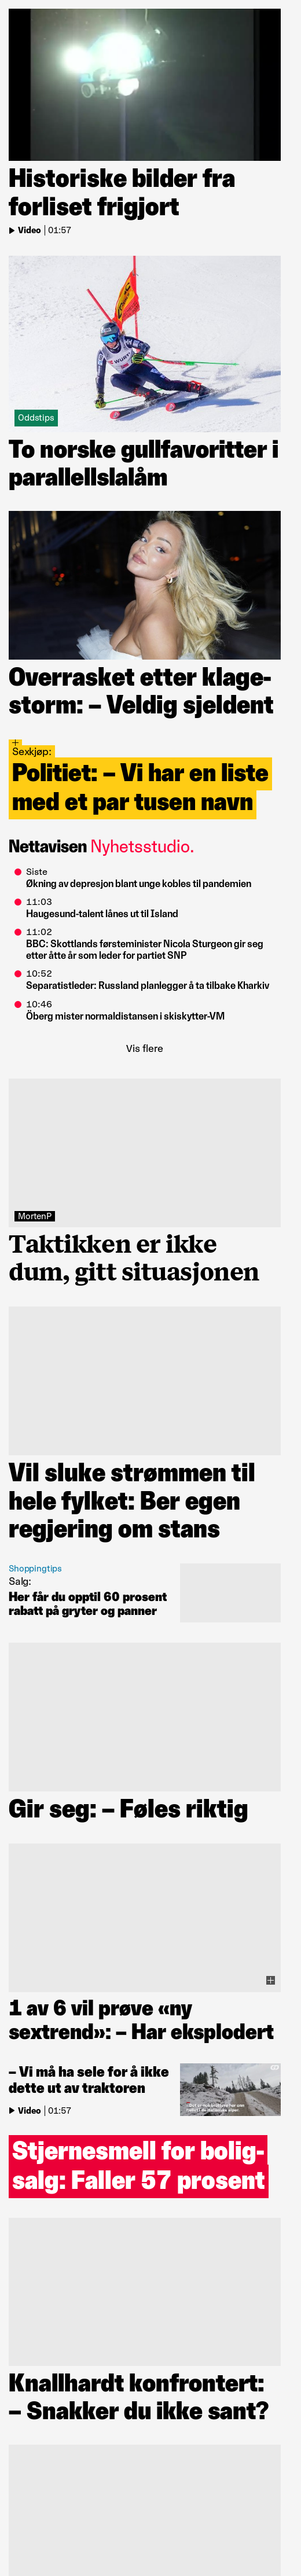 Historiske bilder fra
forliset frigjort
Video | 01:57
Oddstips
To norske gullfavoritter i
parallellslalåm
Overrasket etter klage-
storm: – Veldig sjeldent
+
Sexkjøp:
Politiet: – Vi har en liste
med et par tusen navn
Nettavisen Nyhetsstudio.
Siste
Økning av depresjon blant unge kobles til pandemien
11:03
Haugesund-talent lånes ut til Island
11:02
BBC: Skottlands førsteminister Nicola Sturgeon gir seg
etter åtte år som leder for partiet SNP
10:52
Separatistleder: Russland planlegger å ta tilbake Kharkiv
10:46
Öberg mister normaldistansen i skiskytter-VM
Vis flere
MortenP
Taktikken er ikke
dum, gitt situasjonen
Vil sluke strømmen til
hele fylket: Ber egen
regjering om stans
Shoppingtips
Salg:
Her får du opptil 60 prosent
rabatt på gryter og panner
Gir seg: – Føles riktig
1 av 6 vil prøve «ny
sextrend»: – Har eksplodert
– Vi må ha sele for å ikke
dette ut av traktoren
Video | 01:57
Stjernesmell for bolig-
salg: Faller 57 prosent
Knallhardt konfrontert:
– Snakker du ikke sant?